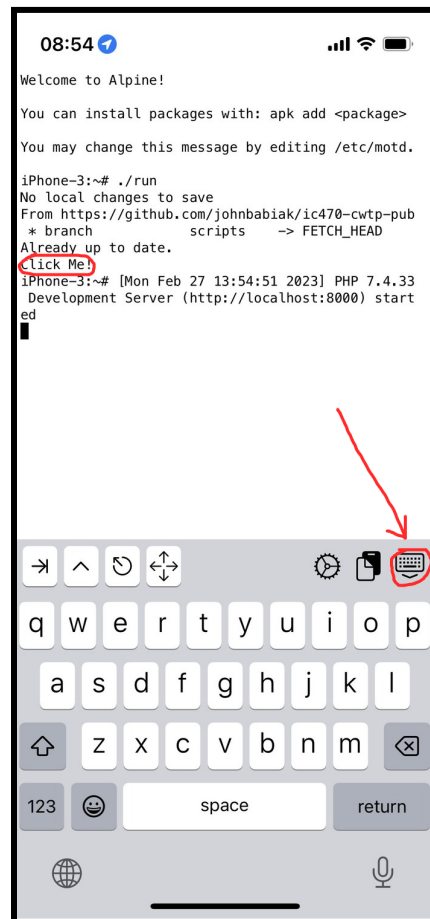 08:54
Welcome to Alpine!
You can install packages with: apk add <package>
You may change this message by editing /etc/motd.
iPhone-3:~# ./run
No local changes to save
From https://github.com/johnbabiak/ic470-cwtp-pub
 * branch            scripts    -> FETCH_HEAD
Already up to date.
Click Me!
iPhone-3:~# [Mon Feb 27 13:54:51 2023] PHP 7.4.33
 Development Server (http://localhost:8000) start
ed
q w e r t y u i o p
a s d f g h j k l
z x c v b n m
123 space return